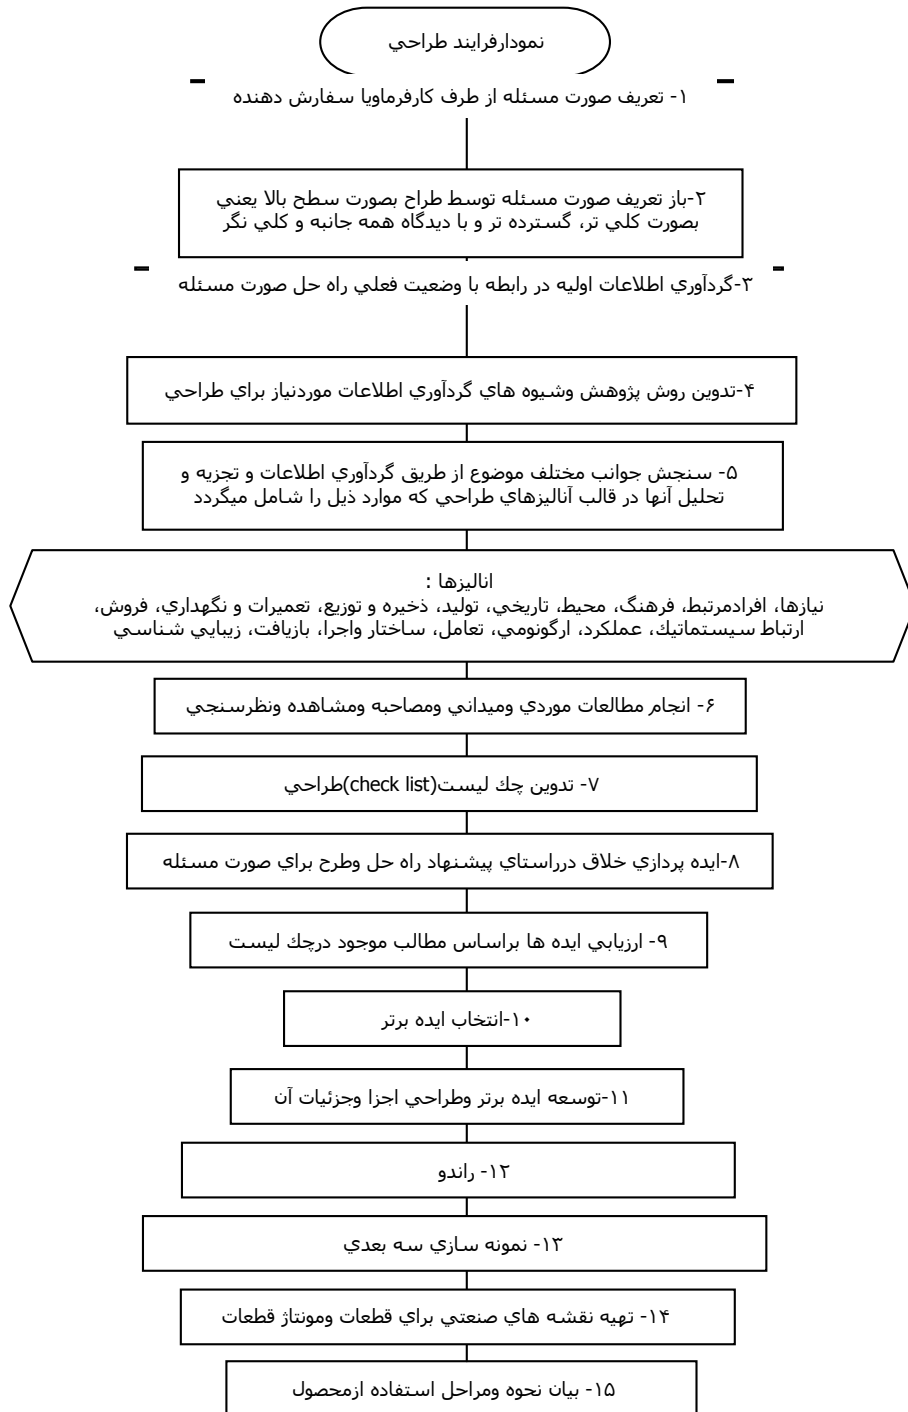 نمودارفرايند طراحي
۱- تعريف صورت مسئله از طرف كارفرماويا سفارش دهنده
۲-باز تعريف صورت مسئله توسط طراح بصورت سطح بالا يعني
بصورت كلي تر، گسترده تر و با ديدگاه همه جانبه و كلي نگر
۳-گردآوري اطلاعات اوليه در رابطه با وضعيت فعلي راه حل صورت مسئله
۴-تدوين روش پژوهش وشيوه هاي گردآوري اطلاعات موردنياز براي طراحي
۵- سنجش جوانب مختلف موضوع از طريق گردآوري اطلاعات و تجزيه و
تحليل آنها در قالب آناليزهاي طراحي كه موارد ذيل را شامل ميگردد
اناليزها :
نيازها، افرادمرتبط، فرهنگ، محيط، تاريخي، توليد، ذخيره و توزيع، تعميرات و نگهداري، فروش،
ارتباط سيستماتيك، عملكرد، ارگونومي، تعامل، ساختار واجرا، بازيافت، زيبايي شناسي
۶- انجام مطالعات موردي وميداني ومصاحبه ومشاهده ونظرسنجي
۷- تدوين چك ليست(check list)طراحي
۸-ايده پردازي خلاق درراستاي پيشنهاد راه حل وطرح براي صورت مسئله
۹- ارزيابي ايده ها براساس مطالب موجود درچك ليست
۱۰-انتخاب ايده برتر
۱۱-توسعه ايده برتر وطراحي اجزا وجزئيات آن
۱۲- راندو
۱۳- نمونه سازي سه بعدي
۱۴- تهيه نقشه هاي صنعتي براي قطعات ومونتاژ قطعات
۱۵- بيان نحوه ومراحل استفاده ازمحصول